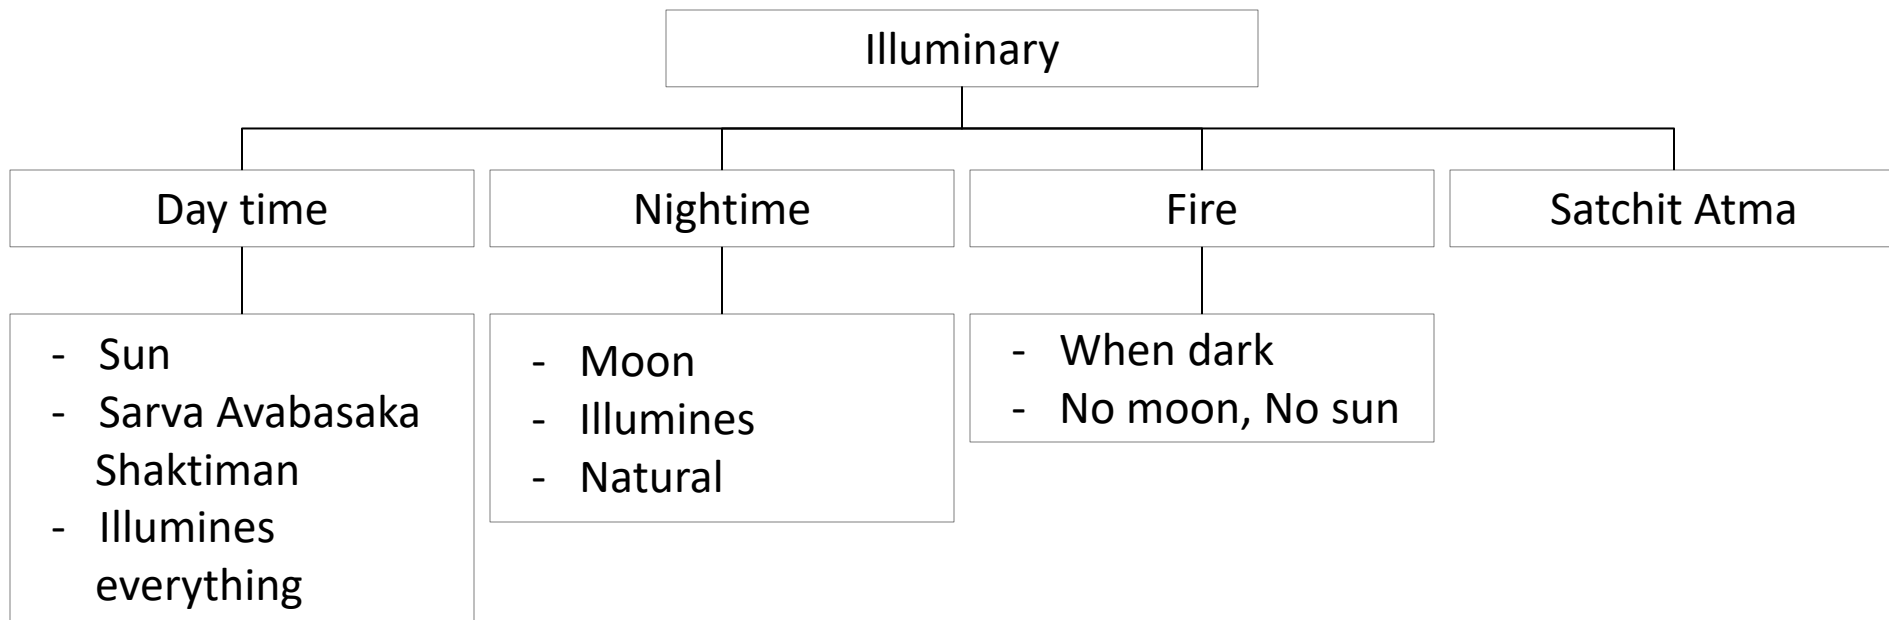 Illuminary
Day time
Nightime
Fire
Satchit Atma
- Sun
- Sarva Avabasaka
Shaktiman
- Illumines
everything
- Moon
- Illumines
- Natural
- When dark
- No moon, No sun